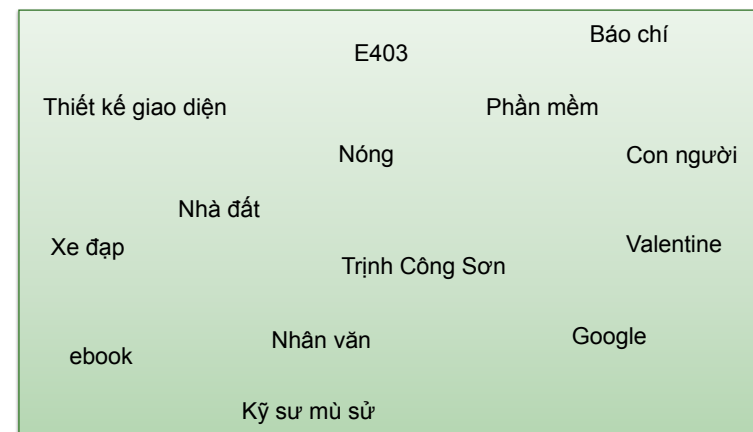 Báo chí
E403
Thiết kế giao diện
Phần mềm
Nóng
Con người
Nhà đất
Xe đạp
Valentine
Trịnh Công Sơn
Nhân văn
Google
ebook
Kỹ sư mù sử